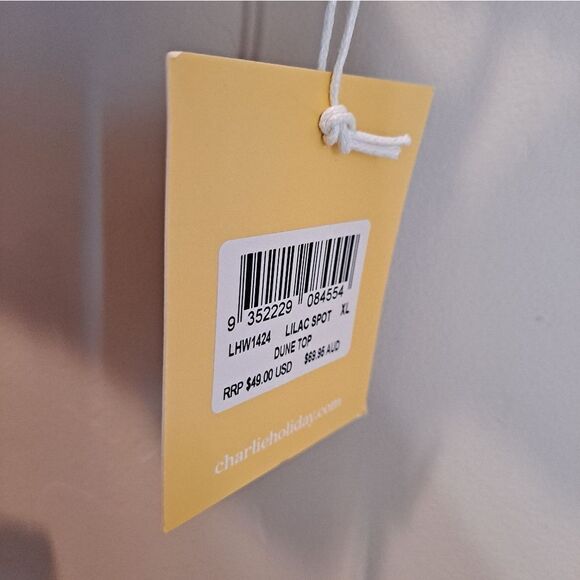 9 352229 084554
LHW1424 LILAC SPOT XL
DUNE TOP
RRP $49.00 USD $69.95 AUD
charlieholiday.com